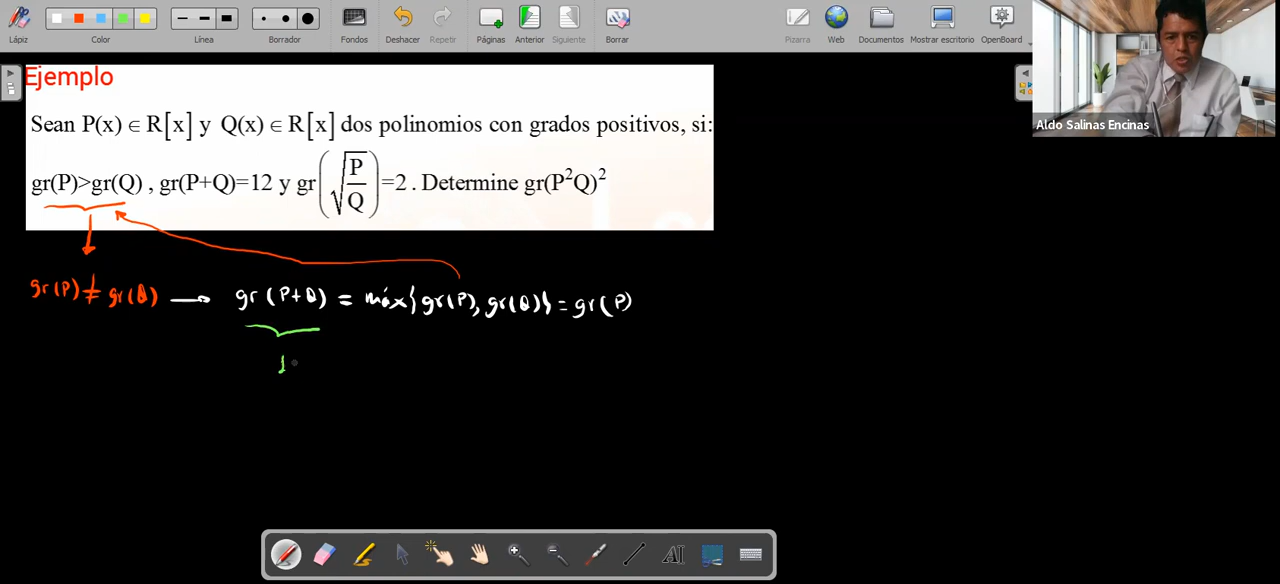 Lápiz Color Línea Borrador Fondos Deshacer Repetir Páginas Anterior Siguiente Borrar Pizarra Web Documentos Mostrar escritorio OpenBoard
Aldo Salinas Encinas
Ejemplo
Sean P(x) ∈ R[x] y Q(x) ∈ R[x] dos polinomios con grados positivos, si:
gr(P)>gr(Q) , gr(P+Q)=12 y gr(√(P/Q))=2 . Determine gr(P²Q)²
gr(P) ≠ gr(Q) → gr(P+Q) = máx{gr(P), gr(Q)} = gr(P)
1
AI